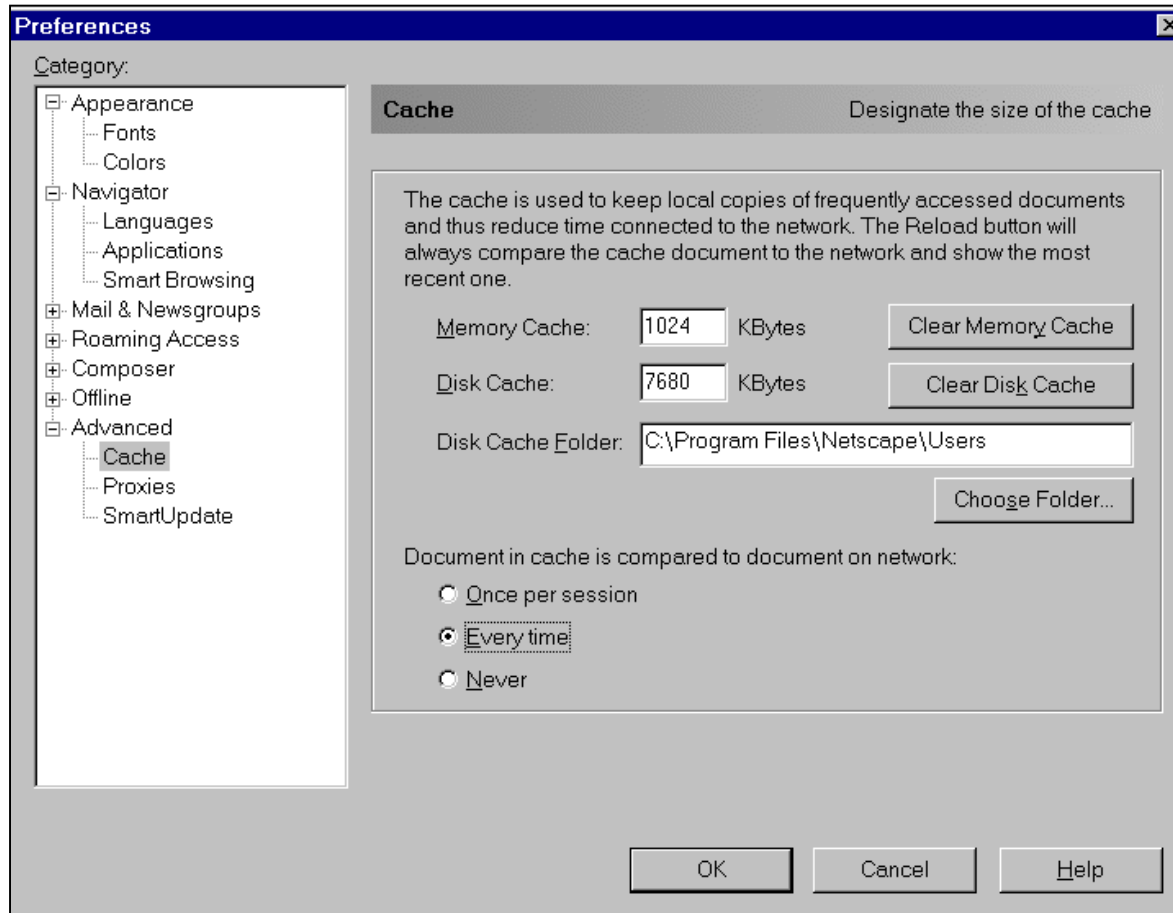 Preferences
Category:
Appearance
Fonts
Colors
Navigator
Languages
Applications
Smart Browsing
Mail & Newsgroups
Roaming Access
Composer
Offline
Advanced
Cache
Proxies
SmartUpdate
Cache Designate the size of the cache
The cache is used to keep local copies of frequently accessed documents
and thus reduce time connected to the network. The Reload button will
always compare the cache document to the network and show the most
recent one.
Memory Cache: 1024 KBytes Clear Memory Cache
Disk Cache: 7680 KBytes Clear Disk Cache
Disk Cache Folder: C:\Program Files\Netscape\Users
Choose Folder...
Document in cache is compared to document on network:
Once per session
Every time
Never
OK Cancel Help